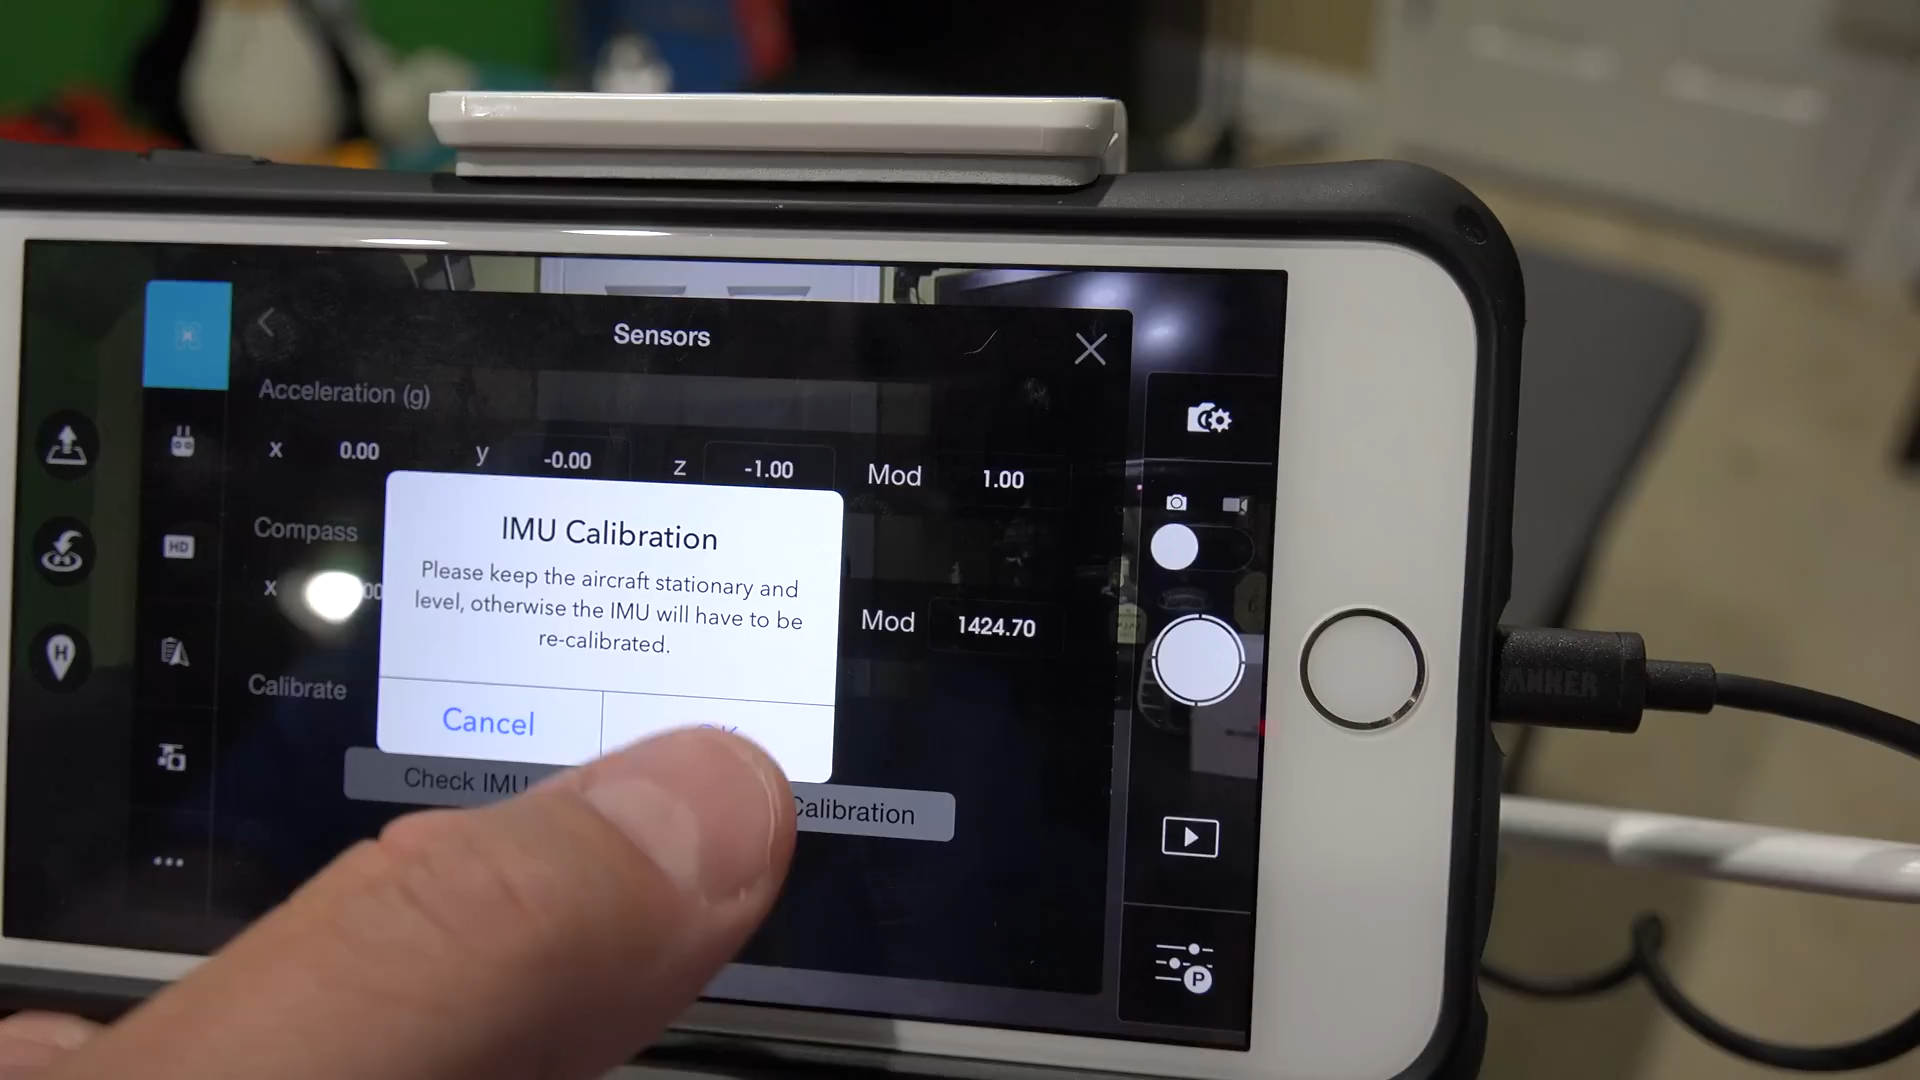 Sensors
Acceleration (g)
X 0.00 y -0.00 z -1.00 Mod 1.00
Compass
X Mod 1424.70
IMU Calibration
Please keep the aircraft stationary and
level, otherwise the IMU will have to be
re-calibrated.
Cancel
Calibrate
Check IMU
Calibration
HD
H
P
ANKER